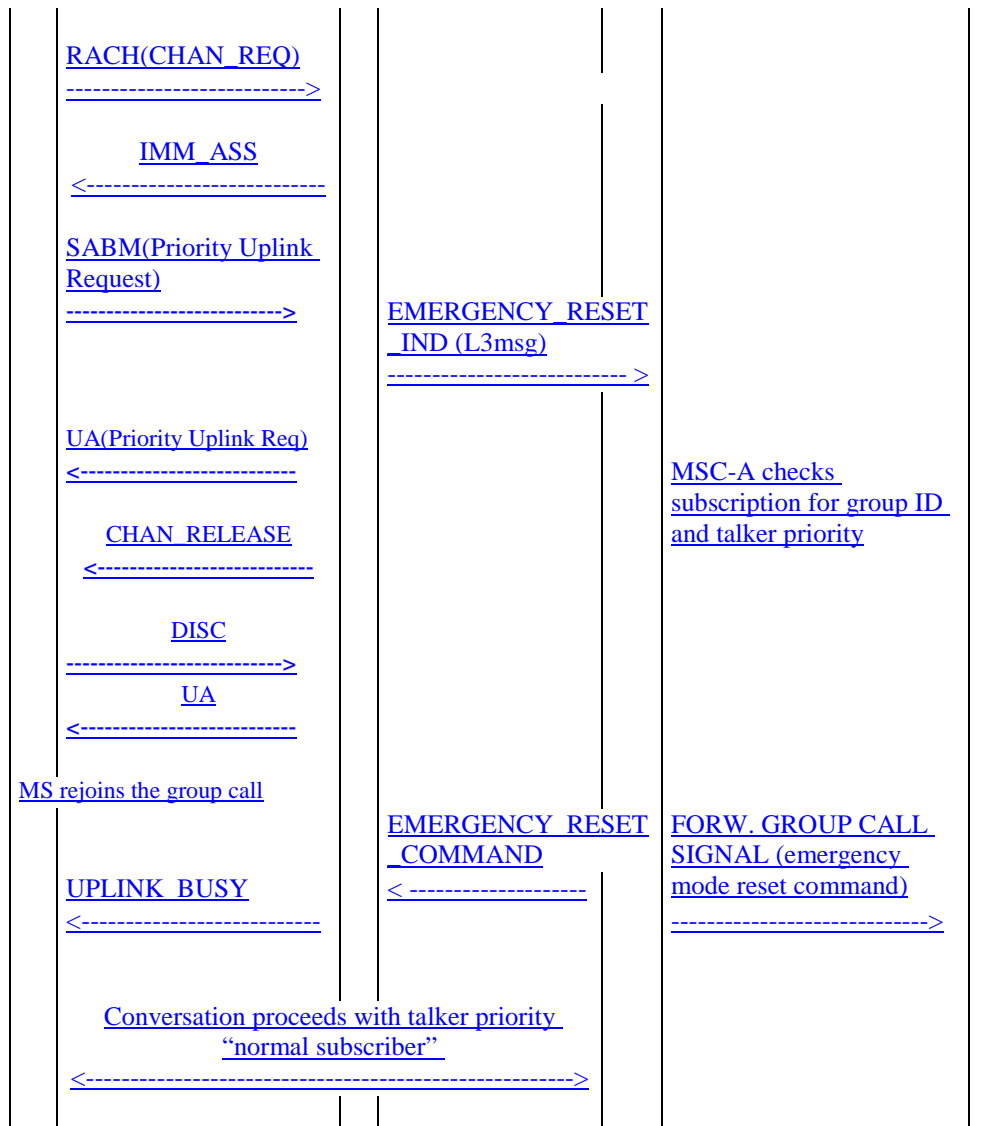 RACH(CHAN_REQ)
--------------------------->
IMM_ASS
<---------------------------
SABM(Priority Uplink
Request)
--------------------------->
EMERGENCY_RESET
_IND (L3msg)
--------------------------- >
UA(Priority Uplink Req)
<---------------------------
MSC-A checks
subscription for group ID
and talker priority
CHAN_RELEASE
<---------------------------
DISC
--------------------------->
UA
<---------------------------
MS rejoins the group call
EMERGENCY_RESET
_COMMAND
< --------------------
FORW. GROUP CALL
SIGNAL (emergency
mode reset command)
----------------------------->
UPLINK_BUSY
<---------------------------
Conversation proceeds with talker priority
“normal subscriber”
<------------------------------------------------------->